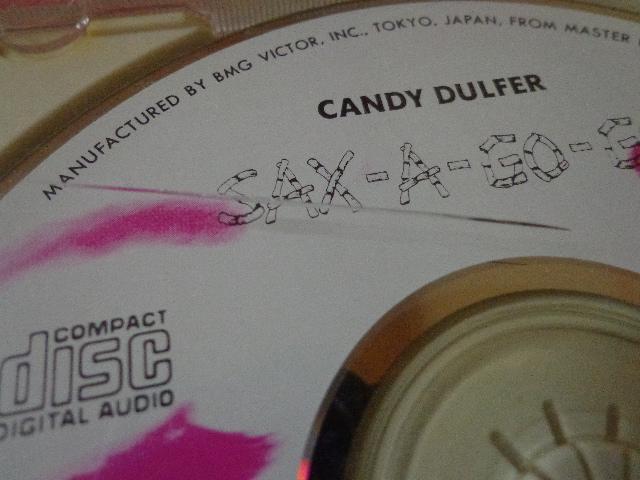 MANUFACTURED BY BMG VICTOR, INC., TOKYO, JAPAN, FROM MASTER
CANDY DULFER
SAX-A-GO-G
COMPACT
disc
DIGITAL AUDIO